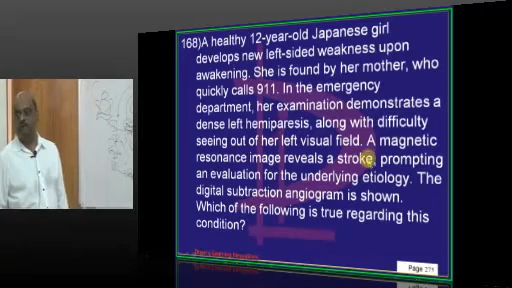 168)A healthy 12-year-old Japanese girl
develops new left-sided weakness upon
awakening. She is found by her mother, who
quickly calls 911. In the emergency
department, her examination demonstrates a
dense left hemiparesis, along with difficulty
seeing out of her left visual field. A magnetic
resonance image reveals a stroke, prompting
an evaluation for the underlying etiology. The
digital subtraction angiogram is shown.
Which of the following is true regarding this
condition?